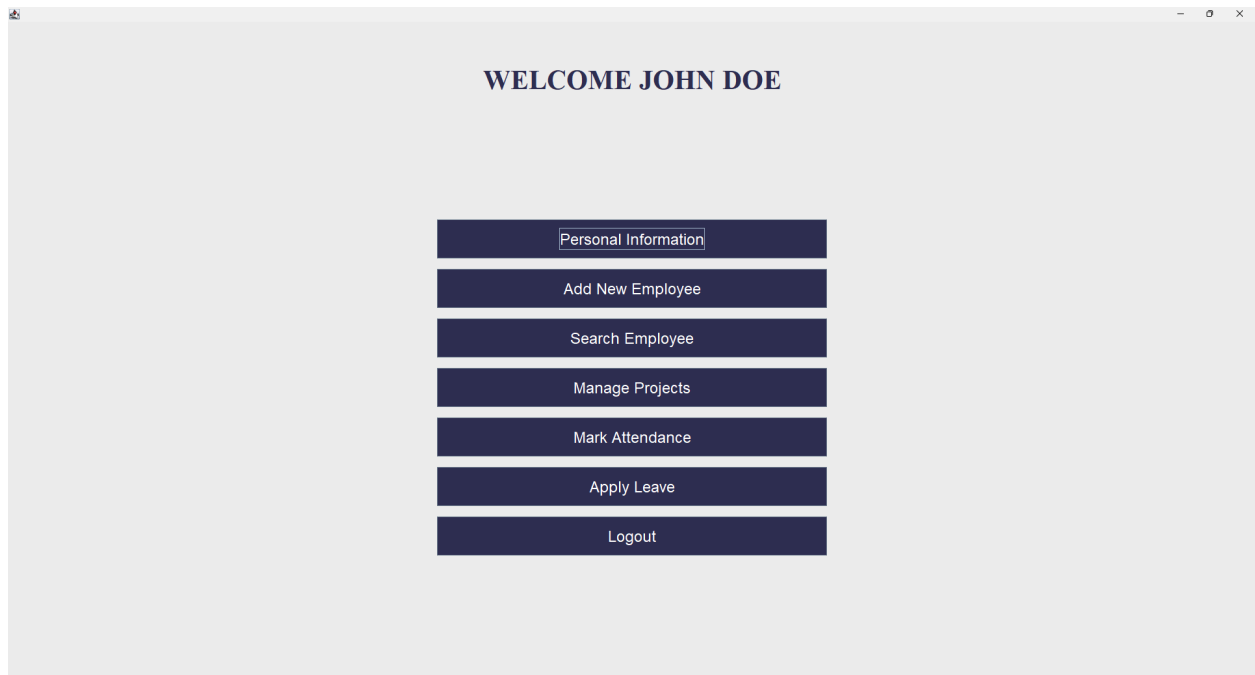 WELCOME JOHN DOE
Personal Information
Add New Employee
Search Employee
Manage Projects
Mark Attendance
Apply Leave
Logout